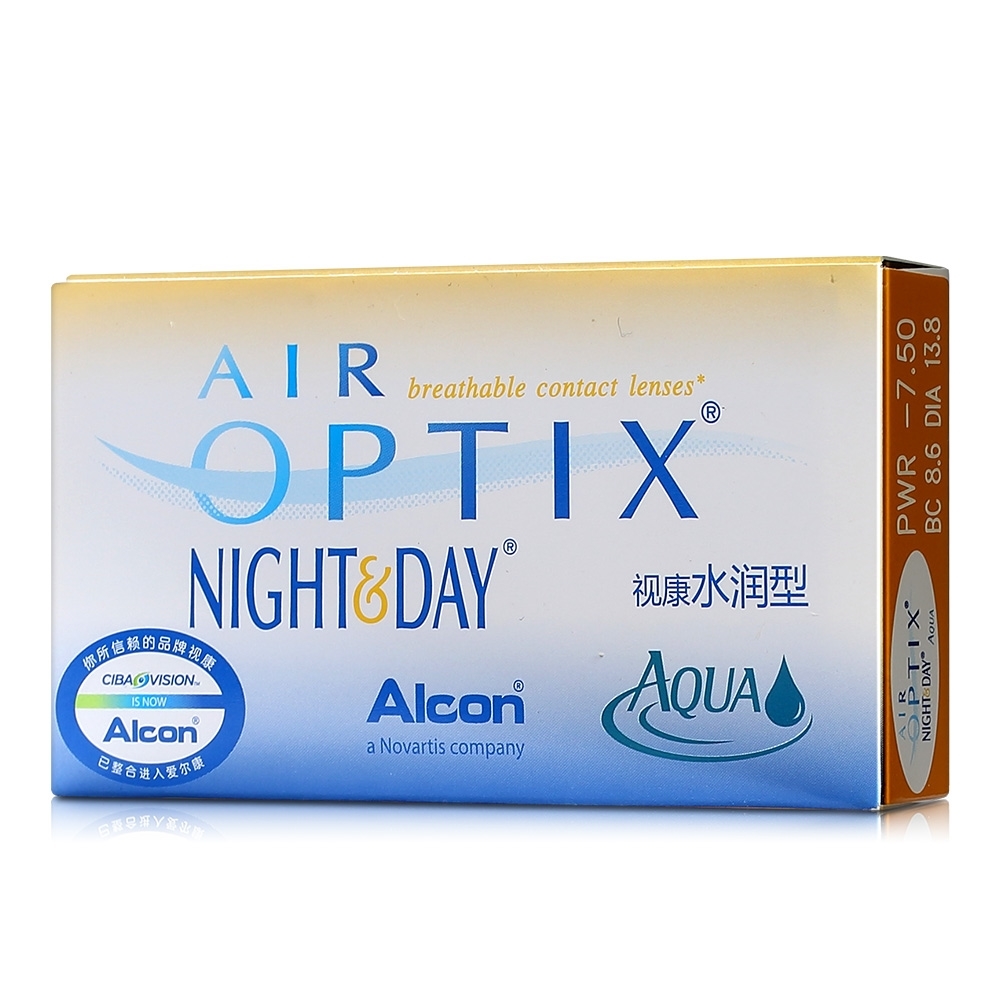 AIR
breathable contact lenses*
OPTIX®
NIGHT&DAY®
视康水润型
你所信赖的品牌视康
CIBA VISION™
IS NOW
Alcon®
已整合进入爱尔康
Alcon®
a Novartis company
AQUA
PWR -7.50
BC 8.6 DIA 13.8
AIR
OPTIX®
NIGHT&DAY® AQUA